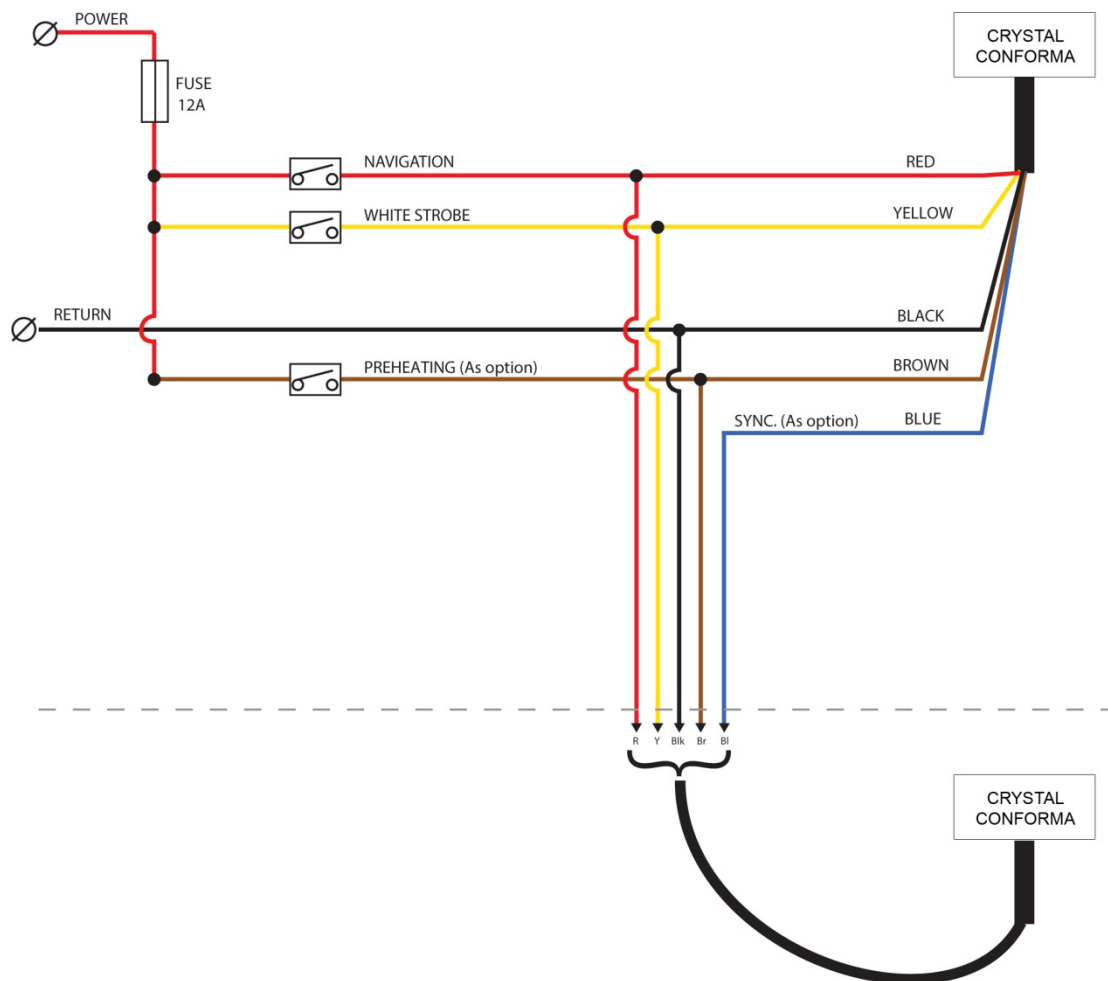 POWER
CRYSTAL
CONFORMA
FUSE
12A
NAVIGATION
RED
WHITE STROBE
YELLOW
RETURN
BLACK
PREHEATING (As option)
BROWN
SYNC. (As option)
BLUE
R Y Blk Br Bl
CRYSTAL
CONFORMA